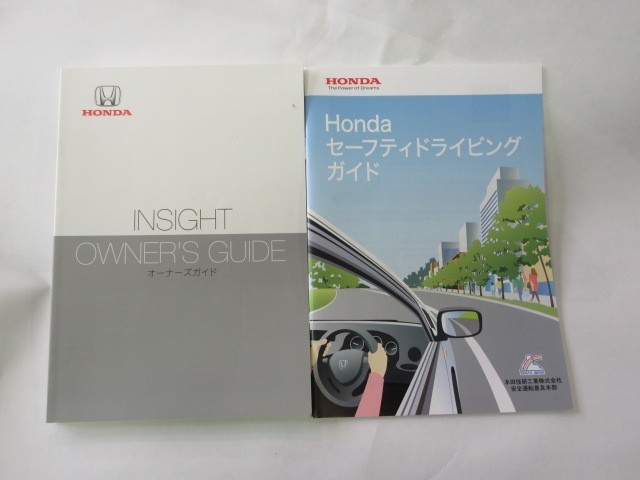 HONDA
INSIGHT
OWNER'S GUIDE
オーナーズガイド
HONDA
The Power of Dreams
Honda
セーフティドライビング
ガイド
本田技研工業株式会社
安全運転普及本部